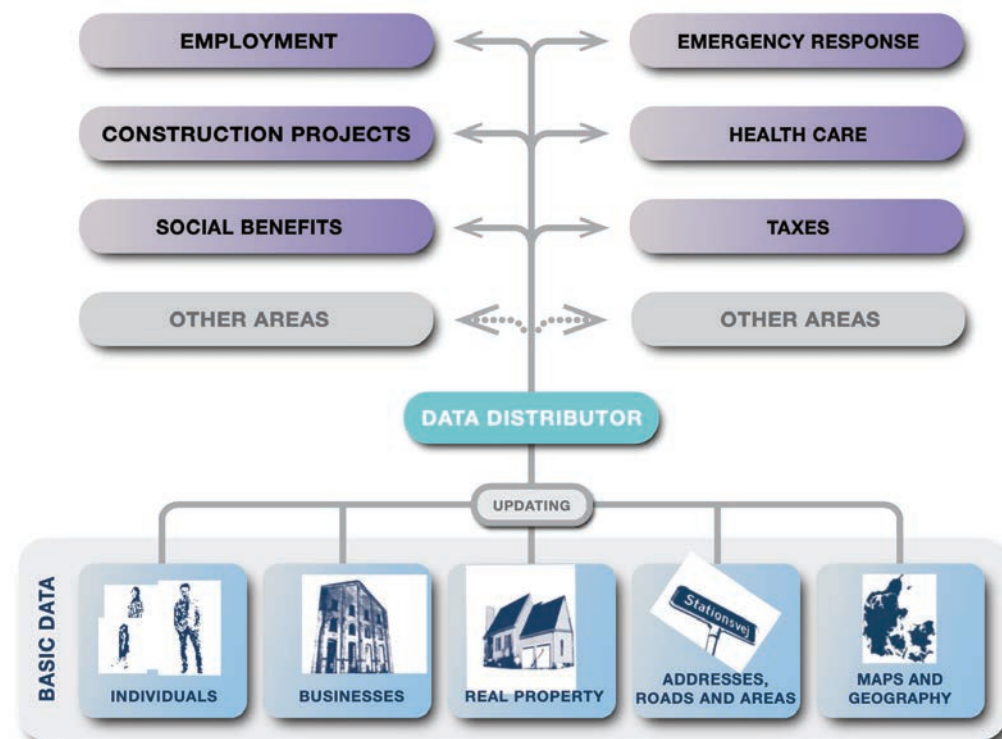 EMPLOYMENT
EMERGENCY RESPONSE
CONSTRUCTION PROJECTS
HEALTH CARE
SOCIAL BENEFITS
TAXES
OTHER AREAS
OTHER AREAS
DATA DISTRIBUTOR
UPDATING
BASIC DATA
Stationsvej
INDIVIDUALS
BUSINESSES
REAL PROPERTY
ADDRESSES,
ROADS AND AREAS
MAPS AND
GEOGRAPHY